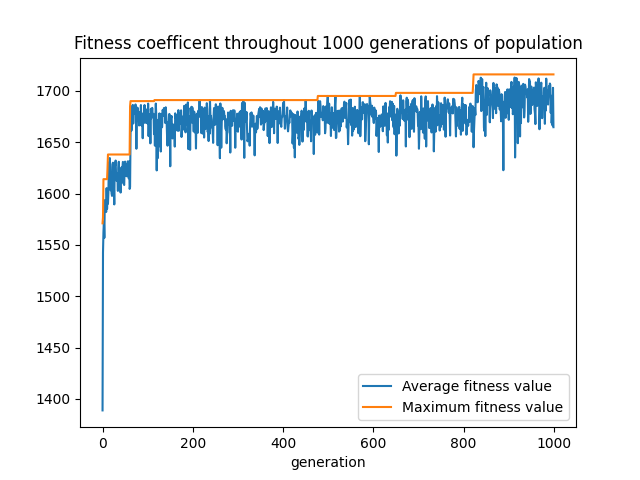 Fitness coefficent throughout 1000 generations of population
1700
1650
1600
1550
1500
1450
1400
0 200 400 600 800 1000
generation
Average fitness value
Maximum fitness value